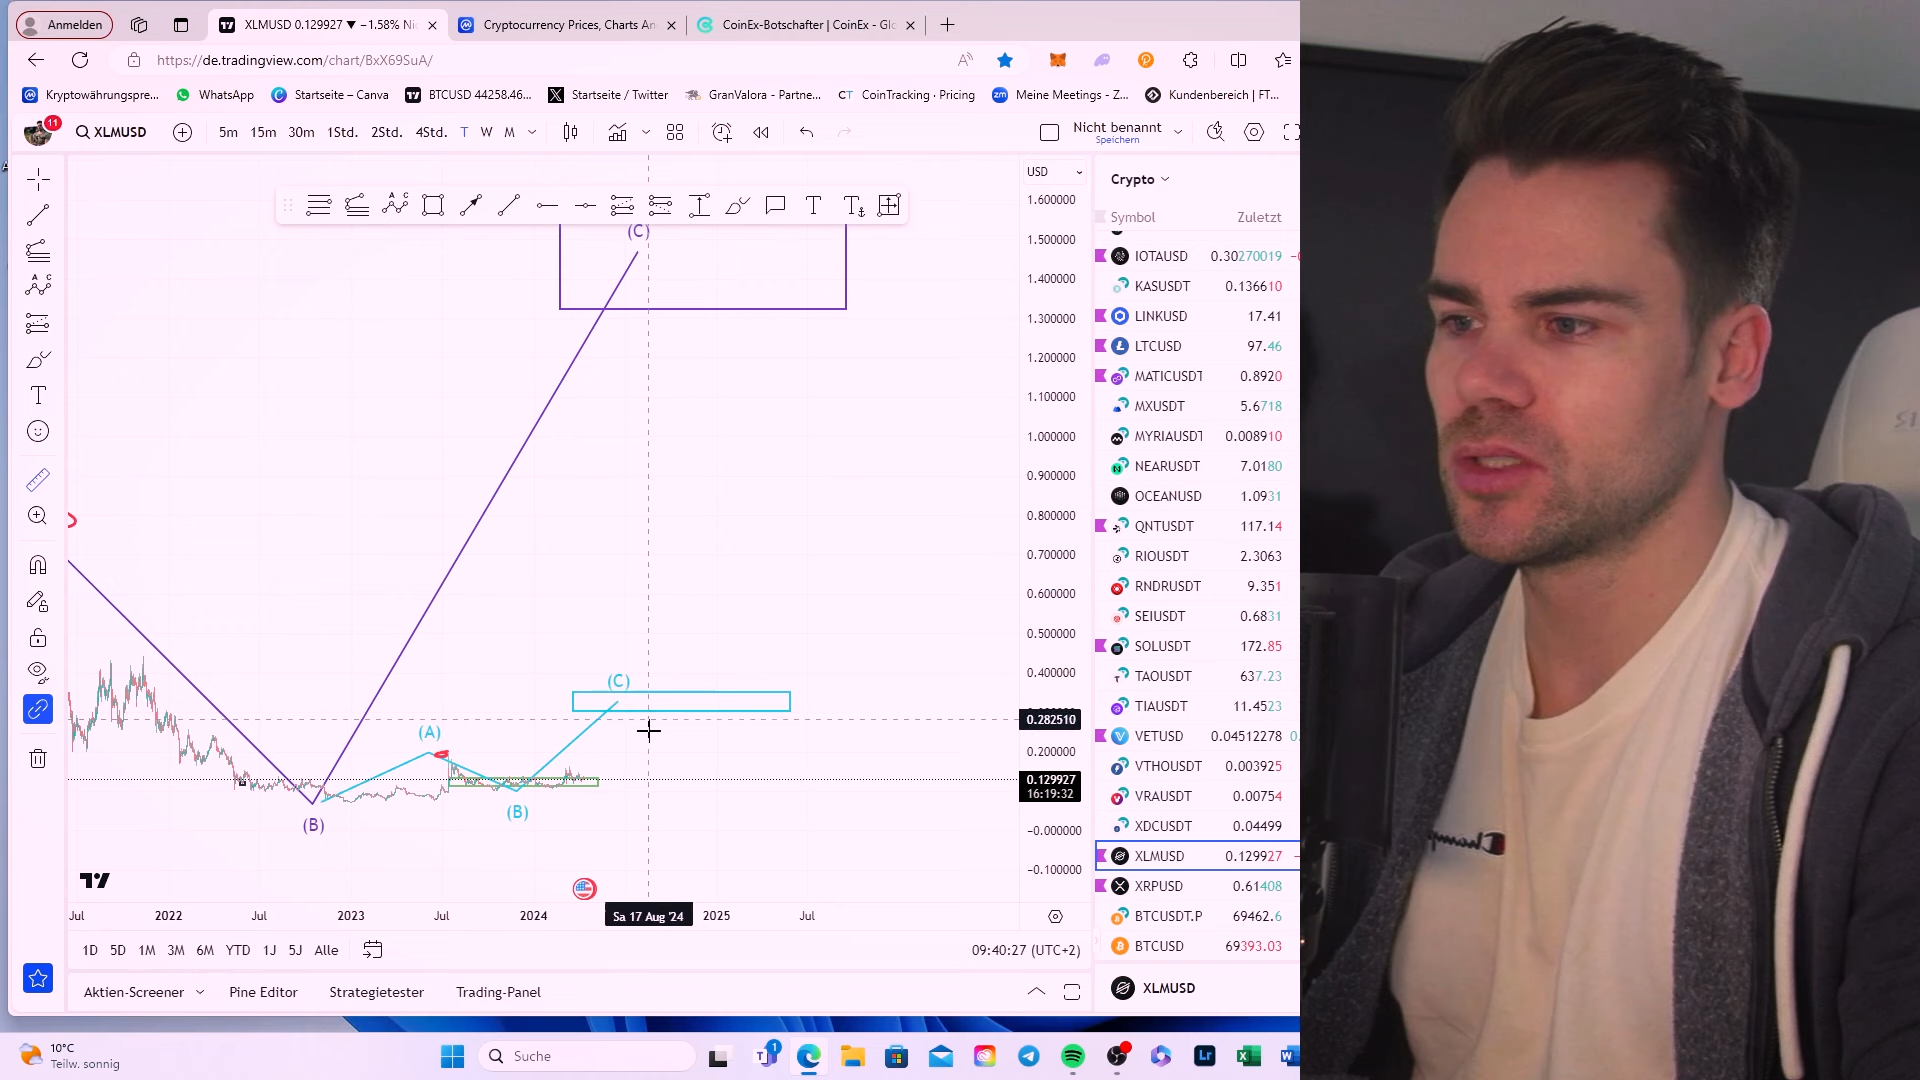 Anmelden
XLMUSD 0.129927 ▼ −1.58% Ni
Cryptocurrency Prices, Charts An
CoinEx-Botschafter | CoinEx - Glo
https://de.tradingview.com/chart/BxX69SuA/
Kryptowährungspre...
WhatsApp
Startseite – Canva
BTCUSD 44258.46...
Startseite / Twitter
GranValora - Partne...
CT CoinTracking · Pricing
Meine Meetings - Z...
Kundenbereich | FT...
11
XLMUSD
5m 15m 30m 1Std. 2Std. 4Std. T W M
Nicht benannt
Speichern
USD
1.600000
1.500000
1.400000
1.300000
1.200000
1.100000
1.000000
0.900000
0.800000
0.700000
0.600000
0.500000
0.400000
0.282510
0.200000
0.129927
16:19:32
−0.000000
−0.100000
(C)
(B)
(A)
(B)
(C)
Jul 2022 Jul 2023 Jul 2024 Sa 17 Aug '24 2025 Jul
1D 5D 1M 3M 6M YTD 1J 5J Alle
09:40:27 (UTC+2)
Aktien-Screener
Pine Editor
Strategietester
Trading-Panel
Crypto
Symbol Zuletzt
IOTAUSD 0.30270019
KASUSDT 0.136610
LINKUSD 17.41
LTCUSD 97.46
MATICUSDT 0.8920
MXUSDT 5.6718
MYRIAUSDT 0.008910
NEARUSDT 7.0180
OCEANUSD 1.0931
QNTUSDT 117.14
RIOUSDT 2.3063
RNDRUSDT 9.351
SEIUSDT 0.6831
SOLUSDT 172.85
TAOUSDT 637.23
TIAUSDT 11.4523
VETUSD 0.04512278 0.
VTHOUSDT 0.003925
VRAUSDT 0.00754
XDCUSDT 0.04499
XLMUSD 0.129927
XRPUSD 0.61408
BTCUSDT.P 69462.6
BTCUSD 69393.03
XLMUSD
10°C
Teilw. sonnig
Suche
1
Lr